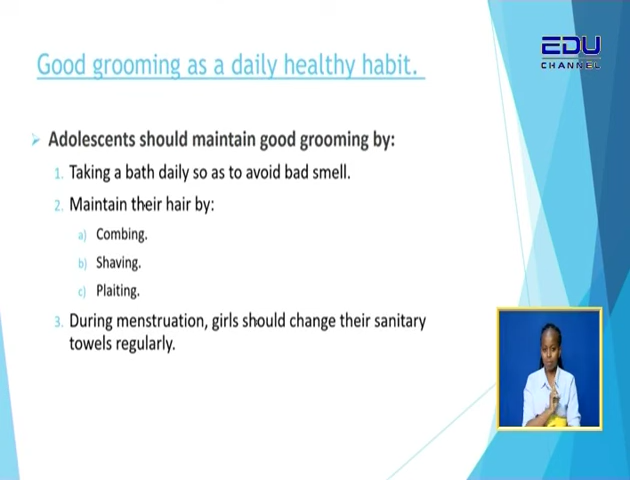 EDU
CHANNEL
Good grooming as a daily healthy habit.
Adolescents should maintain good grooming by:
1. Taking a bath daily so as to avoid bad smell.
2. Maintain their hair by:
a) Combing.
b) Shaving.
c) Plaiting.
3. During menstruation, girls should change their sanitary
towels regularly.